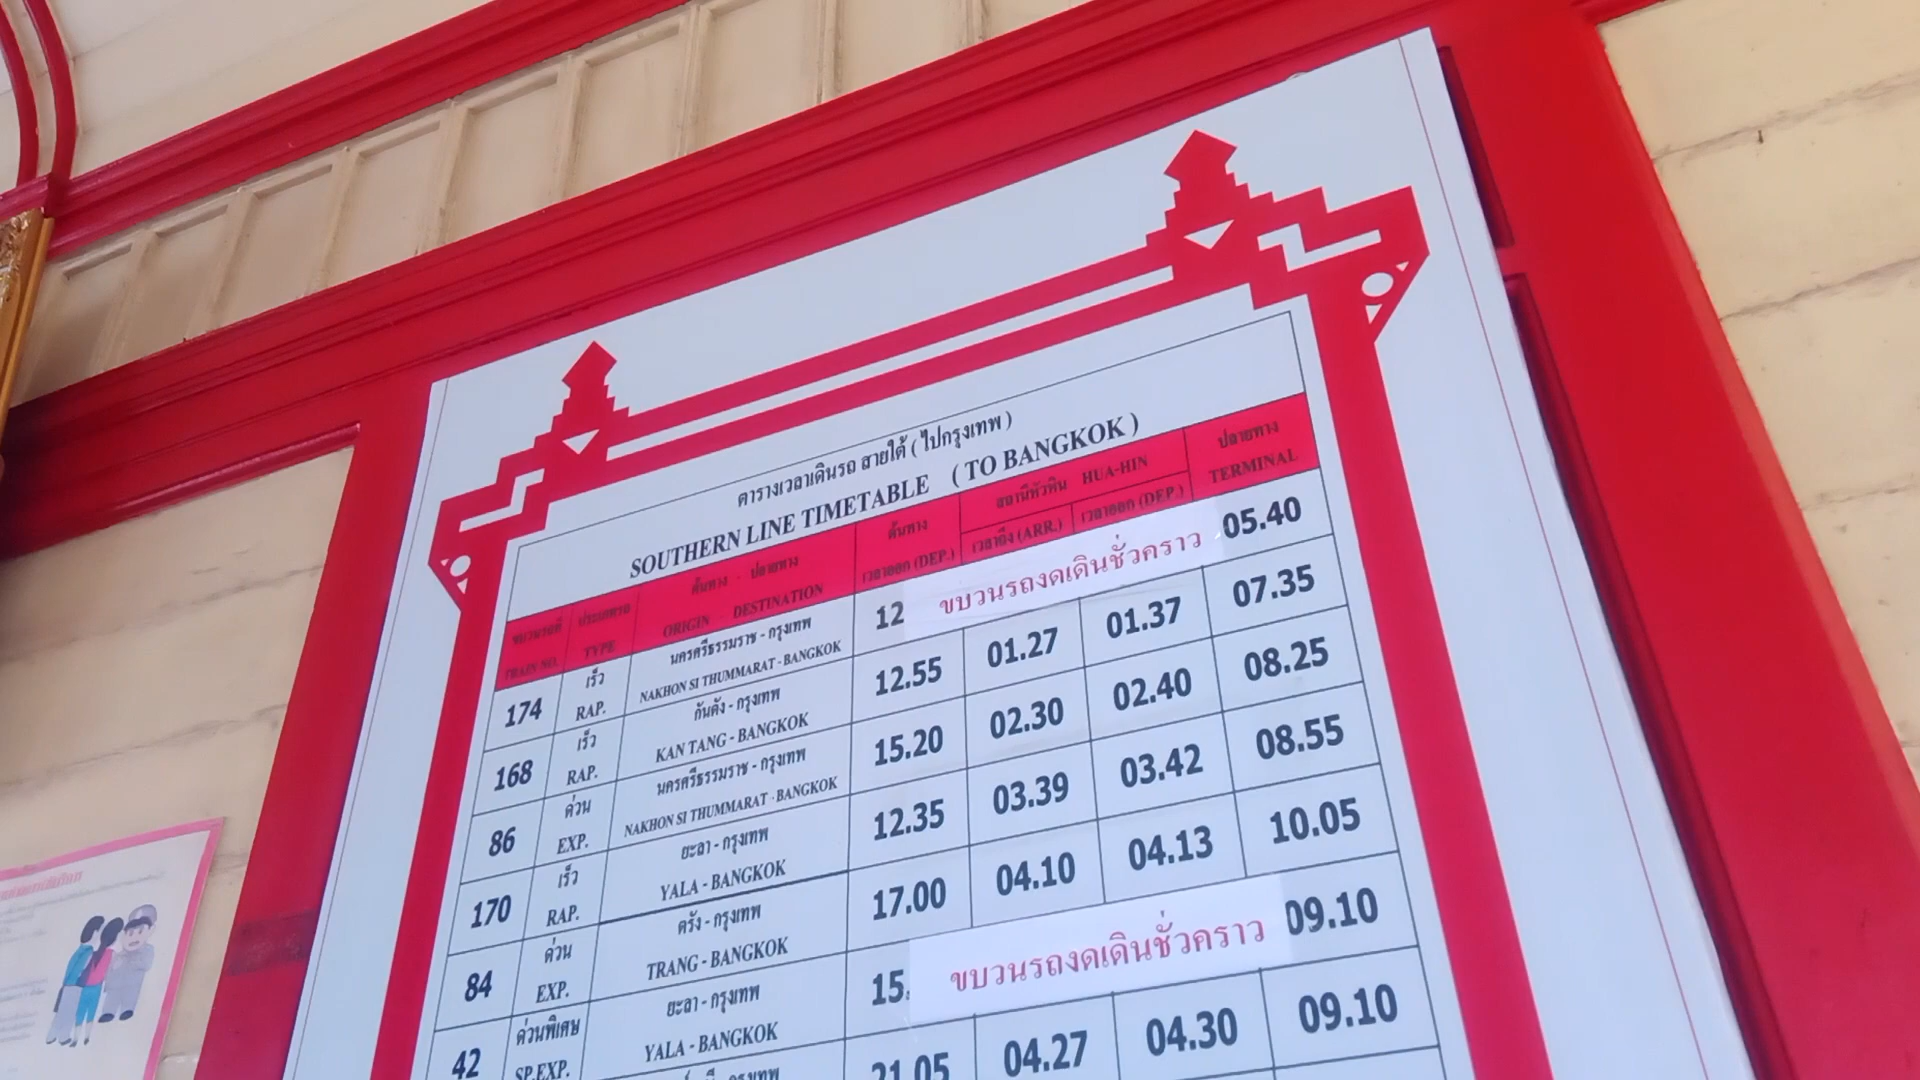 ตารางเวลาเดินรถ สายใต้ ( ไปกรุงเทพ )
SOUTHERN LINE TIMETABLE ( TO BANGKOK )
ขบวนรถที่ ประเภทรถ ต้นทาง - ปลายทาง ต้นทาง สถานีหัวหิน HUA-HIN ปลายทาง
TRAIN NO. TYPE ORIGIN DESTINATION เวลาออก (DEP.) เวลาถึง (ARR.) เวลาออก (DEP.) TERMINAL
174 เร็ว RAP. นครศรีธรรมราช - กรุงเทพ 12 ขบวนรถงดเดินชั่วคราว 05.40
NAKHON SI THUMMARAT - BANGKOK
168 เร็ว RAP. กันตัง - กรุงเทพ 12.55 01.27 01.37 07.35
KAN TANG - BANGKOK
86 ด่วน EXP. นครศรีธรรมราช - กรุงเทพ 15.20 02.30 02.40 08.25
NAKHON SI THUMMARAT - BANGKOK
170 เร็ว RAP. ยะลา - กรุงเทพ 12.35 03.39 03.42 08.55
YALA - BANGKOK
84 ด่วน EXP. ตรัง - กรุงเทพ 17.00 04.10 04.13 10.05
TRANG - BANGKOK
42 ด่วนพิเศษ SP.EXP. ยะลา - กรุงเทพ 15. ขบวนรถงดเดินชั่วคราว 09.10
YALA - BANGKOK
กรุงเทพ 21.05 04.27 04.30 09.10